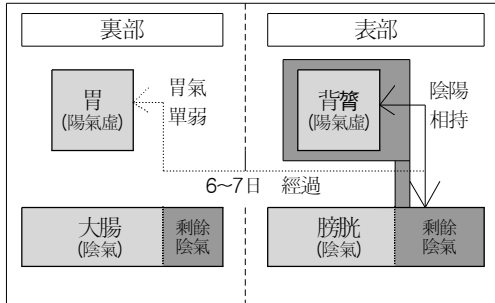 裏部
表部
胃
(陽氣虛)
胃氣
單弱
背膂
(陽氣虛)
陰陽
相持
6~7日 經過
大腸
(陰氣)
剩餘
陰氣
膀胱
(陰氣)
剩餘
陰氣